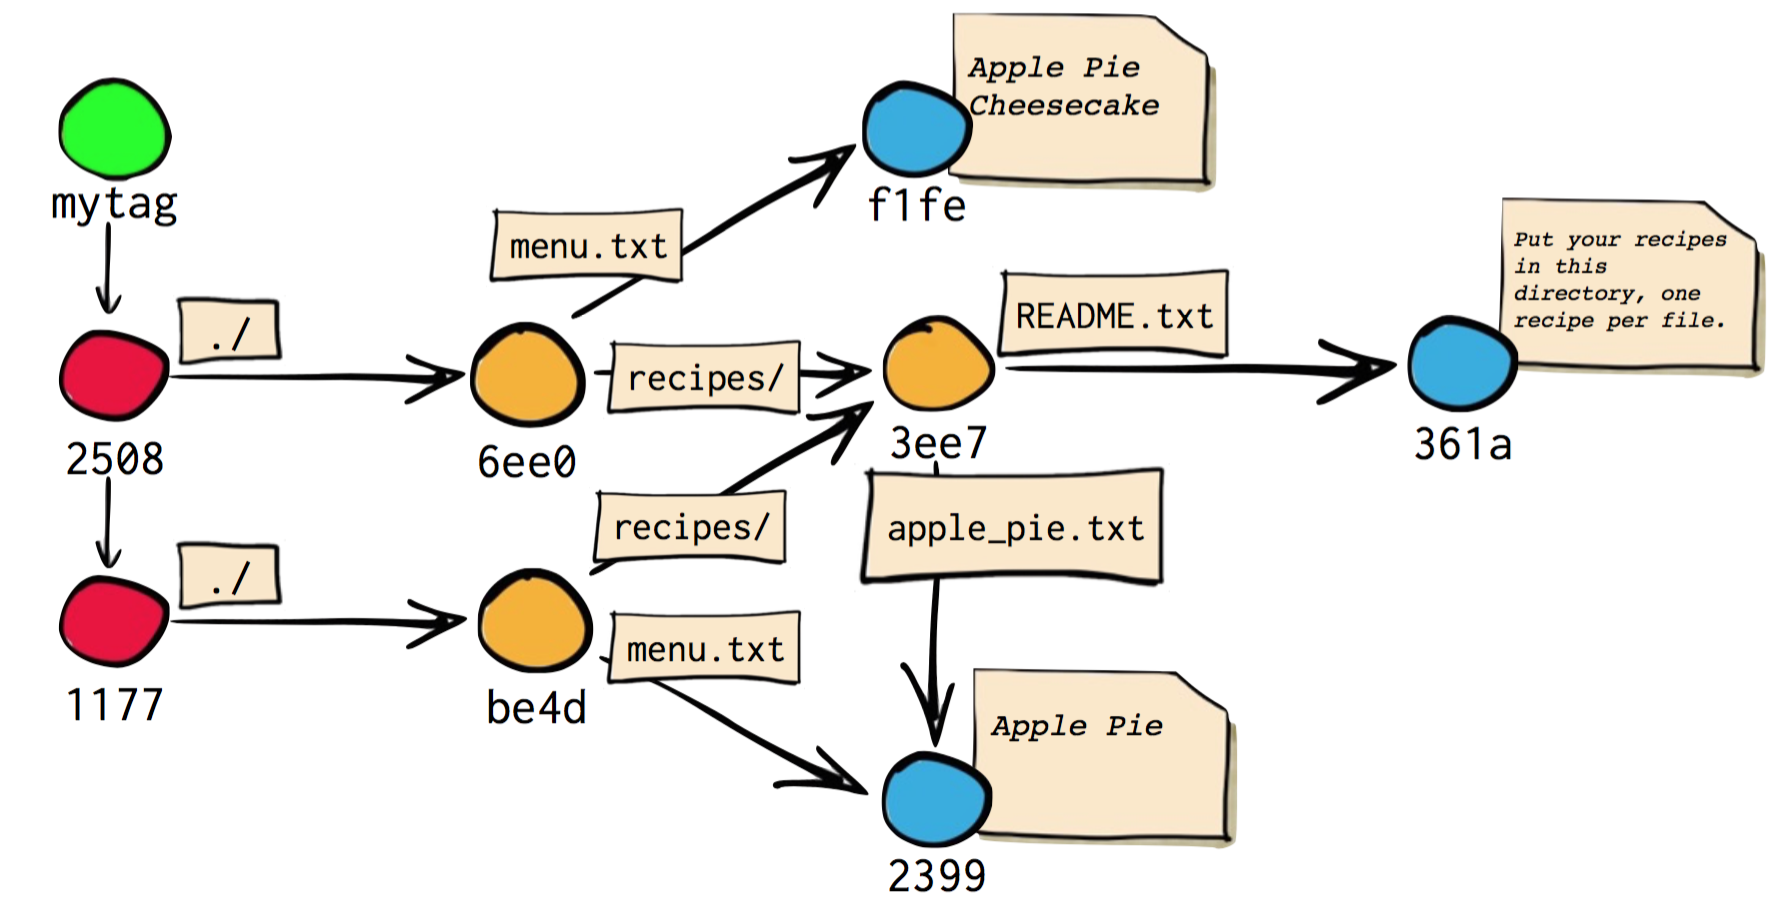 Apple Pie
Cheesecake
mytag
f1fe
menu.txt
Put your recipes
in this
directory, one
recipe per file.
./
README.txt
recipes/
2508
6ee0
3ee7
361a
recipes/
apple_pie.txt
./
menu.txt
1177
be4d
Apple Pie
2399